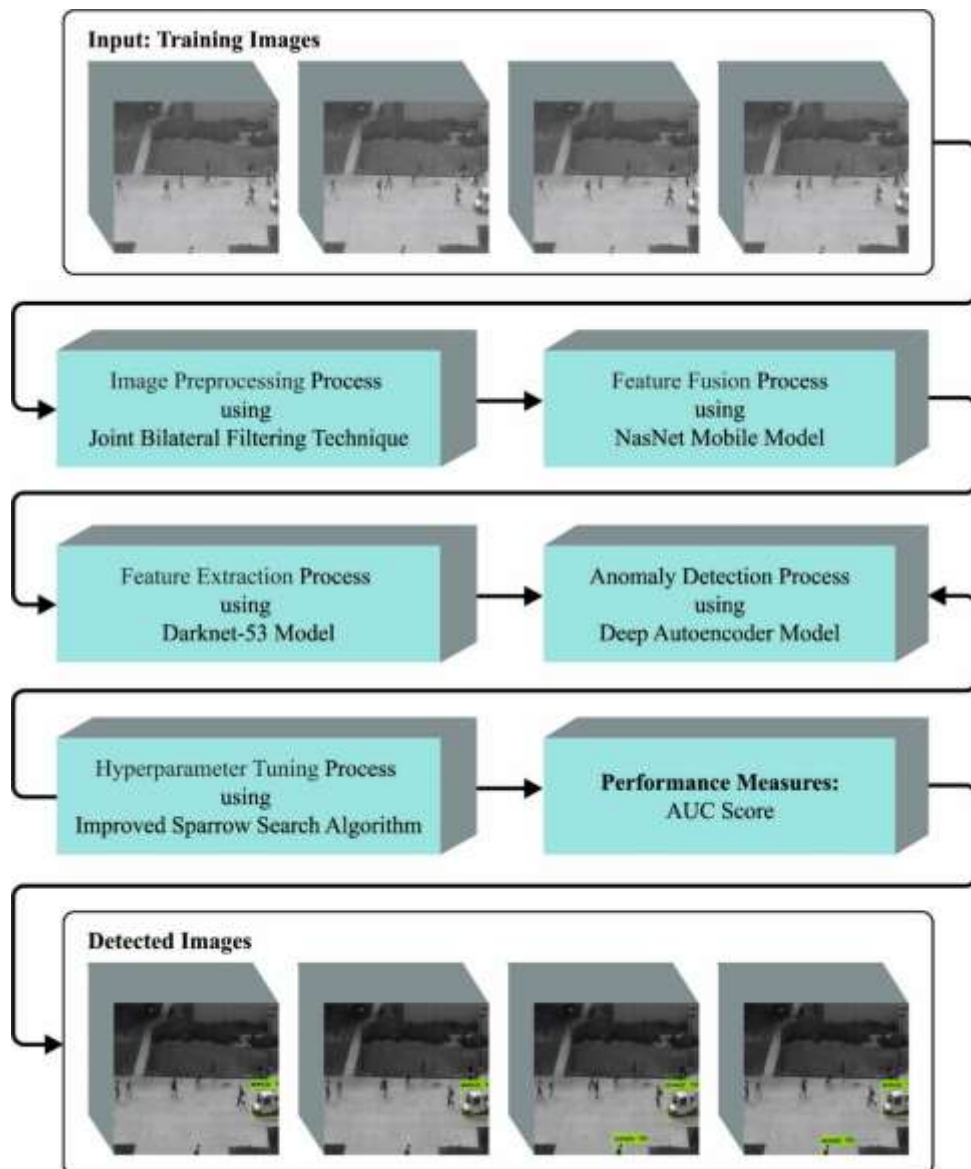 Input: Training Images
Image Preprocessing Process
using
Joint Bilateral Filtering Technique
Feature Fusion Process
using
NasNet Mobile Model
Feature Extraction Process
using
Darknet-53 Model
Anomaly Detection Process
using
Deep Autoencoder Model
Hyperparameter Tuning Process
using
Improved Sparrow Search Algorithm
Performance Measures:
AUC Score
Detected Images